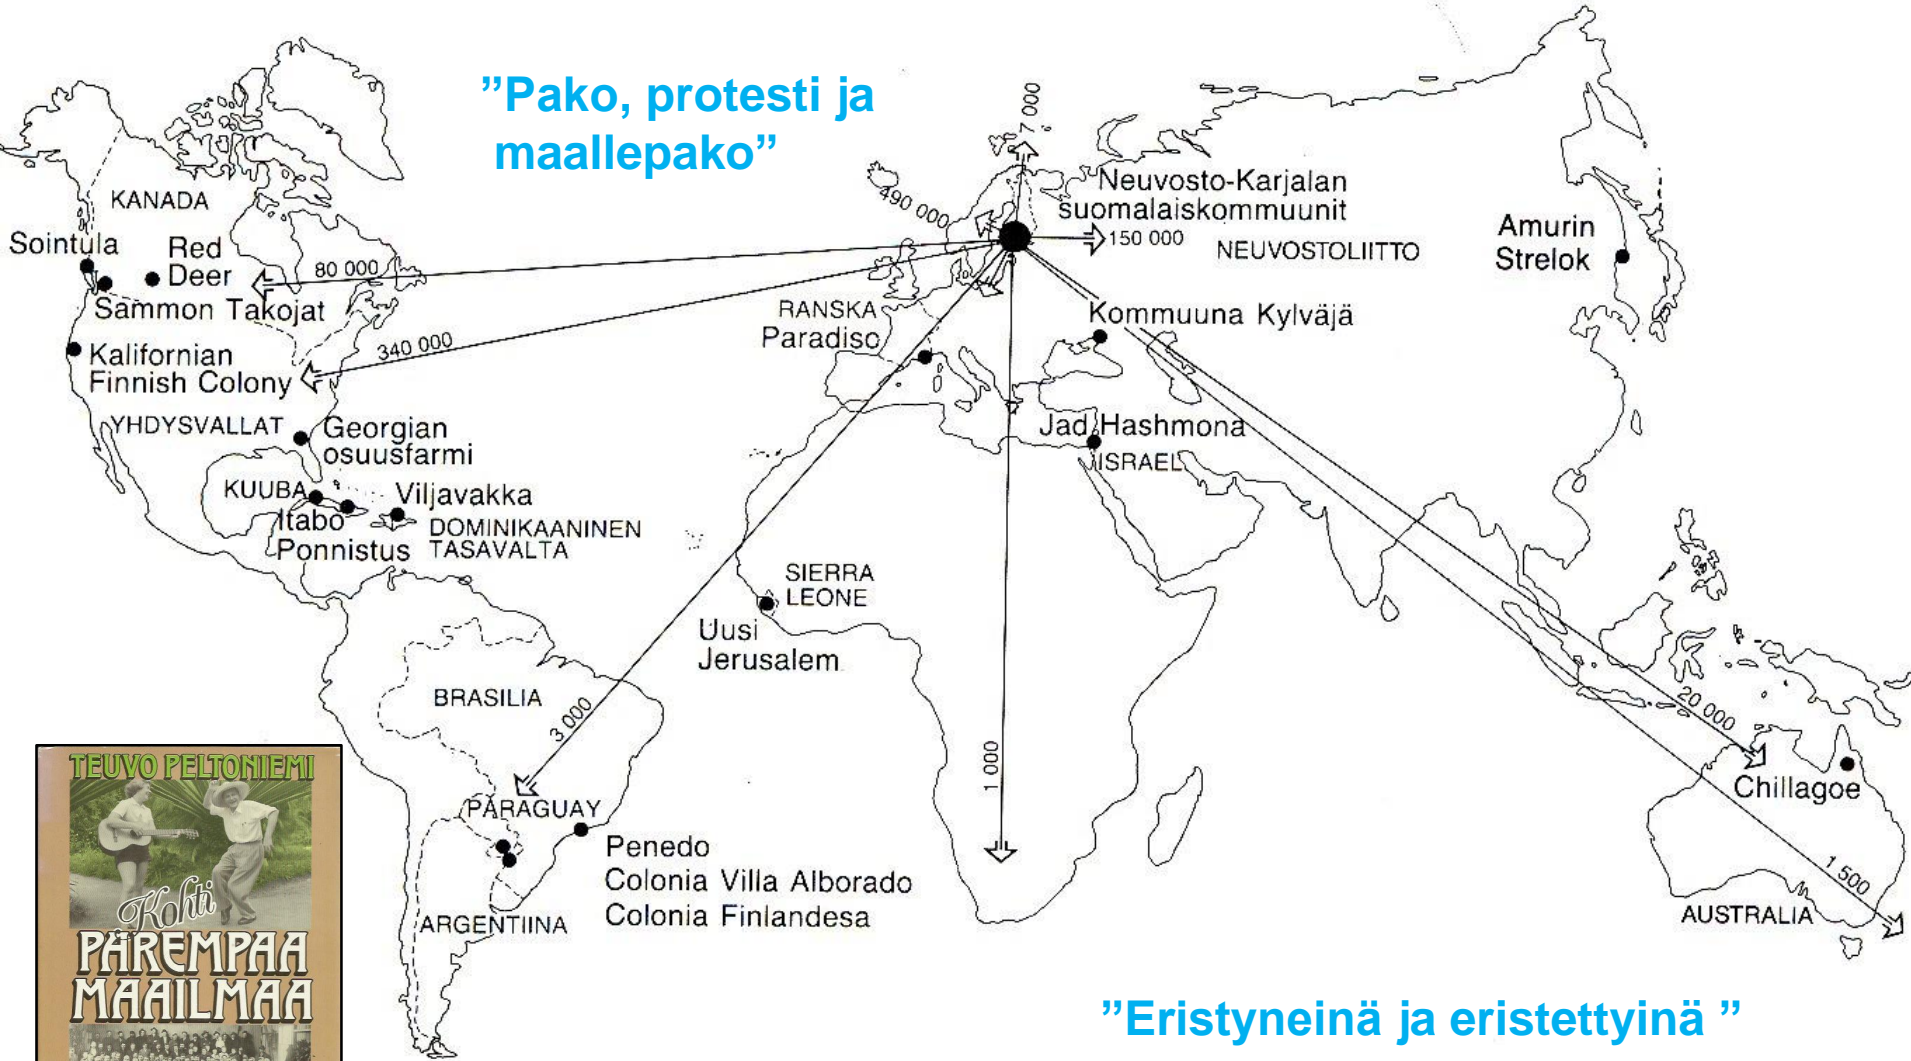 ”Pako, protesti ja
maallepako”
KANADA
Sointula
Red
Deer
Sammon Takojat
80 000
340 000
Kalifornian
Finnish Colony
YHDYSVALLAT
Georgian
osuusfarmi
KUUBA
Itabo
Ponnistus
Viljavakka
DOMINIKAANINEN
TASAVALTA
490 000
7 000
Neuvosto-Karjalan
suomalaiskommuunit
150 000
NEUVOSTOLIITTO
Amurin
Strelok
RANSKA
Paradiso
Kommuuna Kylväjä
Jad Hashmona
ISRAEL
SIERRA
LEONE
Uusi
Jerusalem
BRASILIA
3 000
1 000
20 000
PARAGUAY
Penedo
Colonia Villa Alborado
Colonia Finlandesa
ARGENTIINA
Chillagoe
1 500
AUSTRALIA
TEUVO PELTONIEMI
Kohti
PAREMPAA
MAAILMAA
”Eristyneinä ja eristettyinä ”